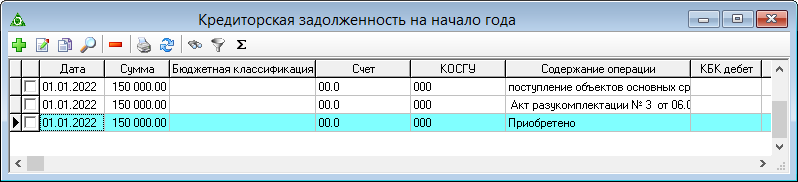 Кредиторская задолженность на начало года
Σ
Дата Сумма Бюджетная классификация Счет КОСГУ Содержание операции КБК дебет
01.01.2022 150 000.00 00.0 000 поступление объектов основных ср
01.01.2022 150 000.00 00.0 000 Акт разукомплектации № 3 от 06.0
01.01.2022 150 000.00 00.0 000 Приобретено